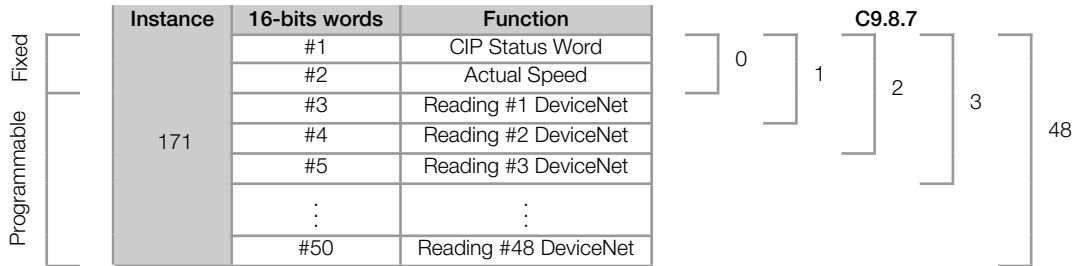 Instance 16-bits words Function C9.8.7
Fixed
#1 CIP Status Word
#2 Actual Speed
0
1
2
3
48
Programmable
171
#3 Reading #1 DeviceNet
#4 Reading #2 DeviceNet
#5 Reading #3 DeviceNet
⋮ ⋮
#50 Reading #48 DeviceNet